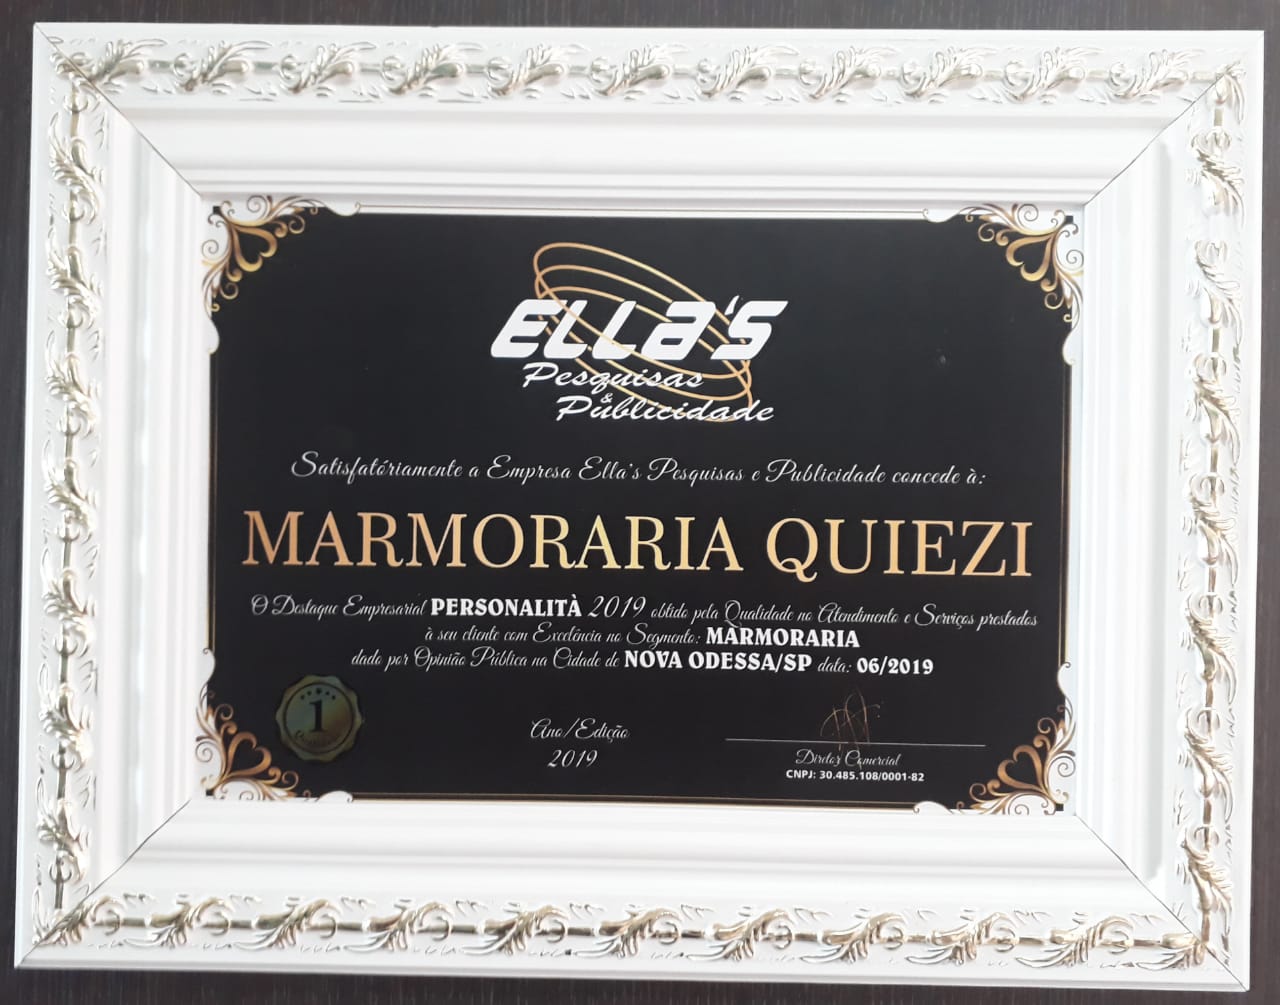 ELLA'S
Pesquisas
&
Publicidade
Satisfatóriamente a Empresa Ella's Pesquisas e Publicidade concede à:
MARMORARIA QUIEZI
O Destaque Empresarial PERSONALITÀ 2019 obtido pela Qualidade no Atendimento e Serviços prestados
à seu cliente com Excelência no Segmento: MARMORARIA
dado por Opinião Pública na Cidade de NOVA ODESSA/SP data: 06/2019
1
Ano/Edição
2019
Diretor Comercial
CNPJ: 30.485.108/0001-82